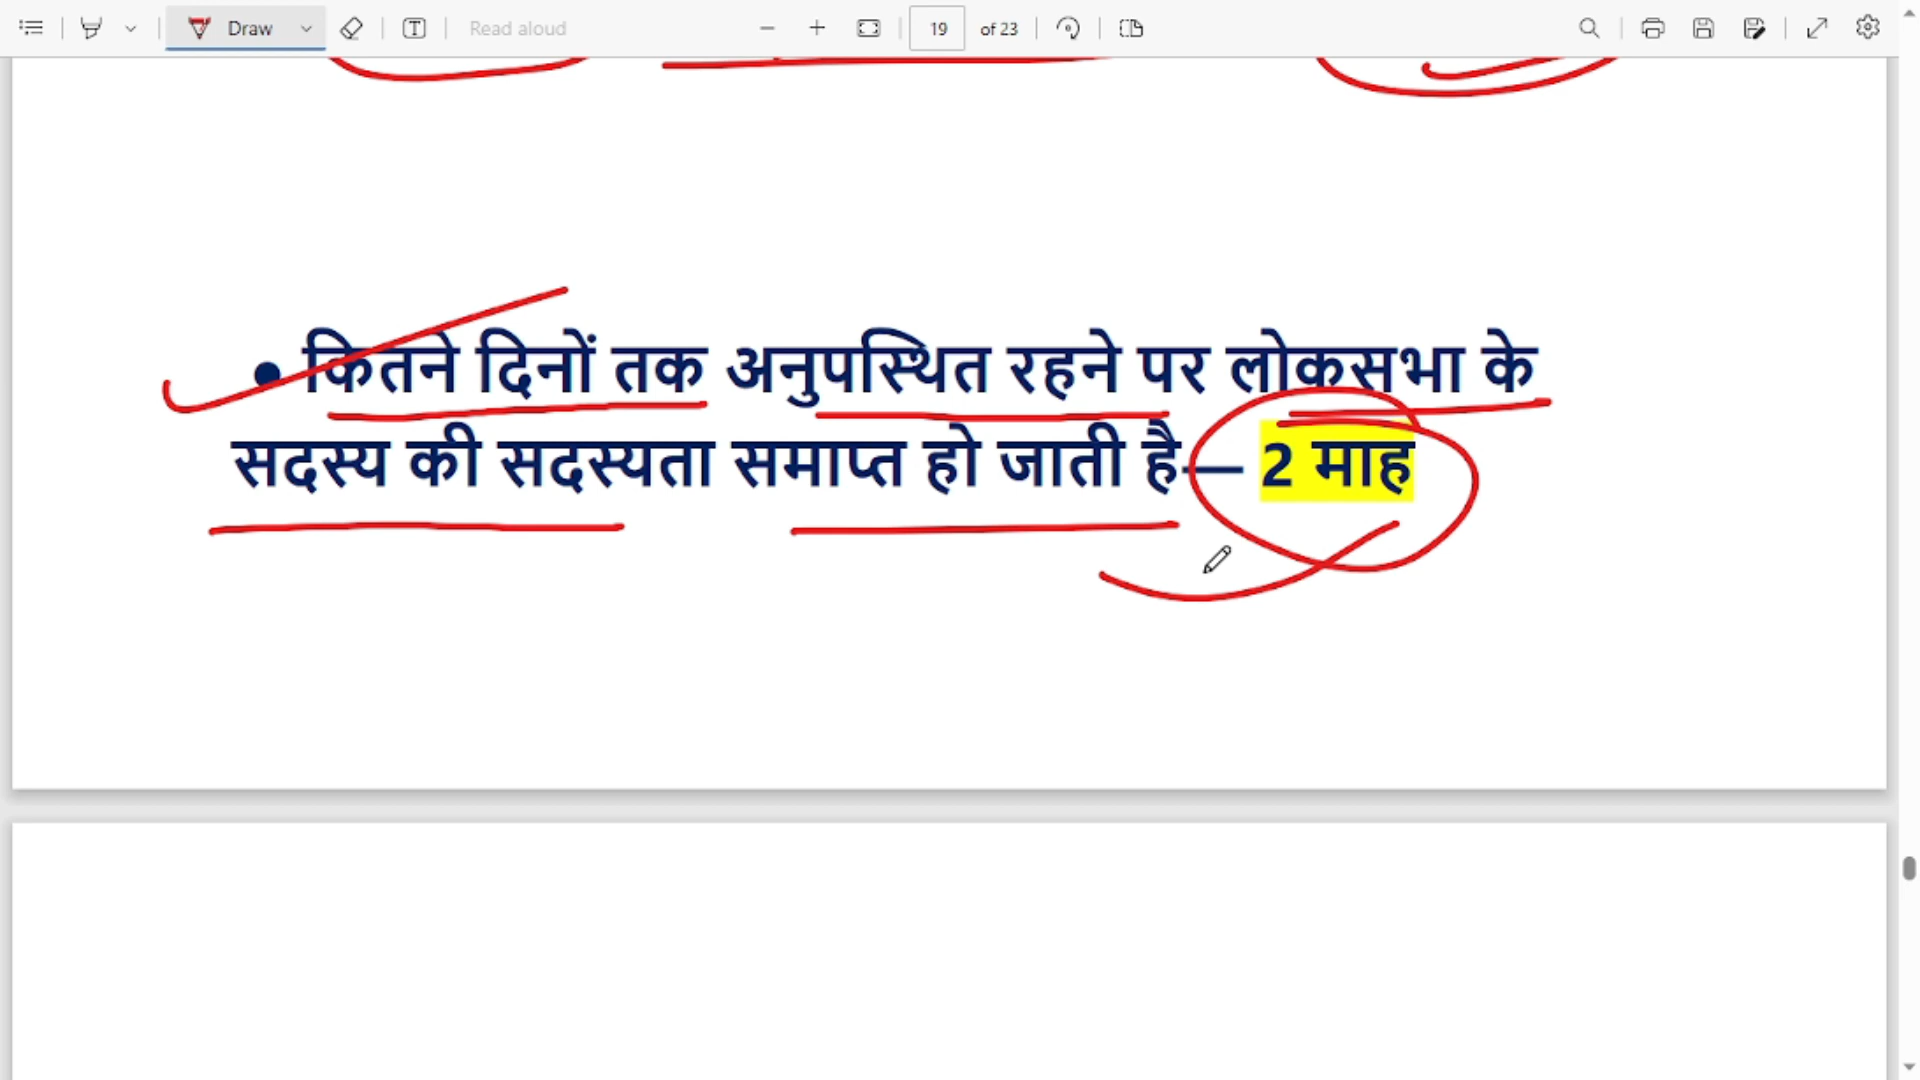 Draw
Read aloud
19 of 23
• कितने दिनों तक अनुपस्थित रहने पर लोकसभा के
सदस्य की सदस्यता समाप्त हो जाती है— 2 माह